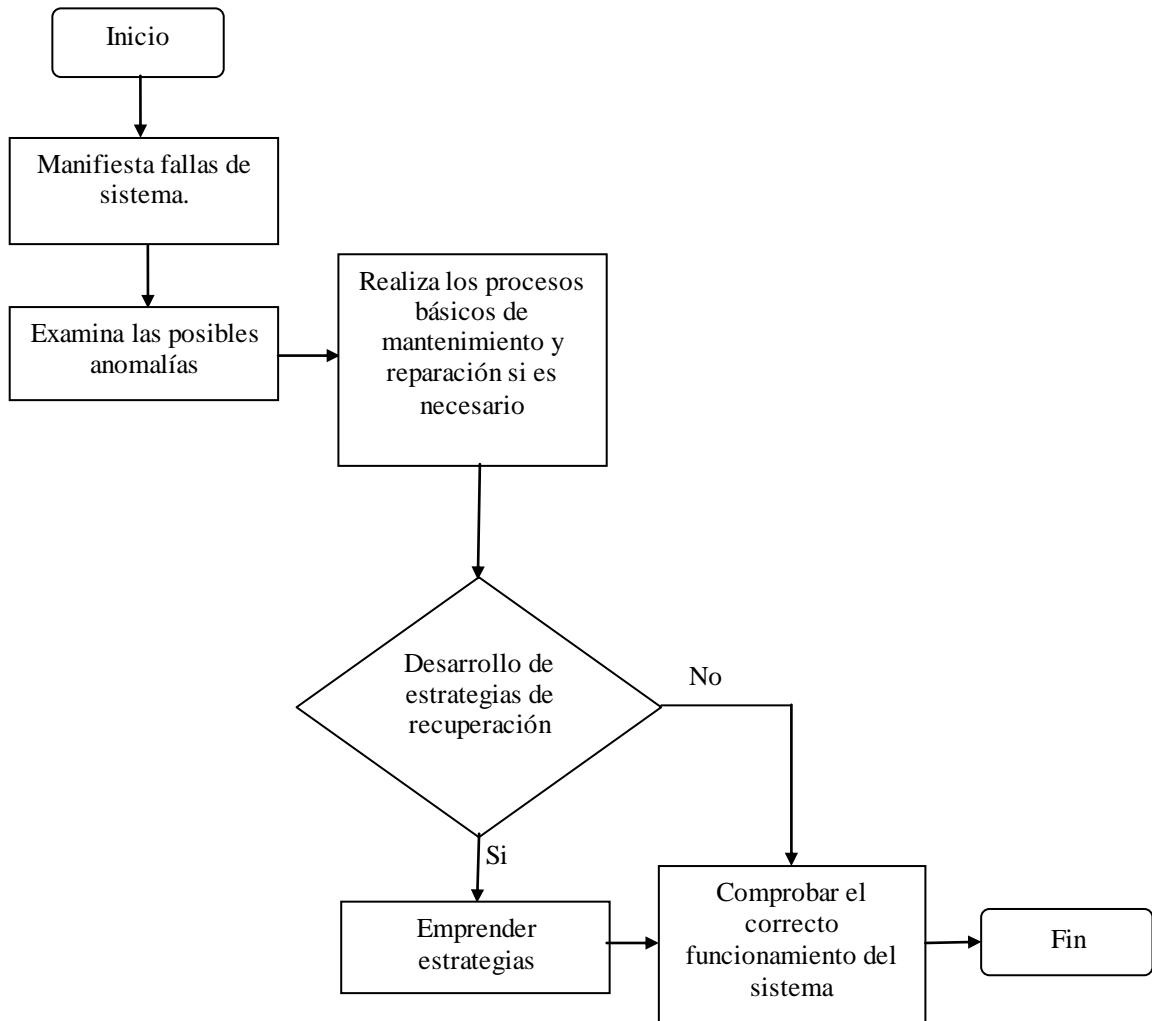 Inicio
Manifiesta fallas de
sistema.
Examina las posibles
anomalías
Realiza los procesos
básicos de
mantenimiento y
reparación si es
necesario
Desarrollo de
estrategias de
recuperación
No
Si
Emprender
estrategias
Comprobar el
correcto
funcionamiento del
sistema
Fin